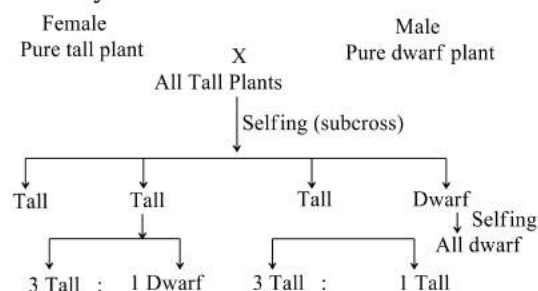 Female Male
Pure tall plant Pure dwarf plant
X
All Tall Plants
Selfing (subcross)
Tall Tall Tall Dwarf
Selfing
All dwarf
3 Tall : 1 Dwarf 3 Tall : 1 Tall